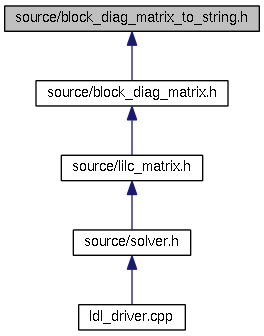 source/block_diag_matrix_to_string.h
source/block_diag_matrix.h
source/lilc_matrix.h
source/solver.h
ldl_driver.cpp